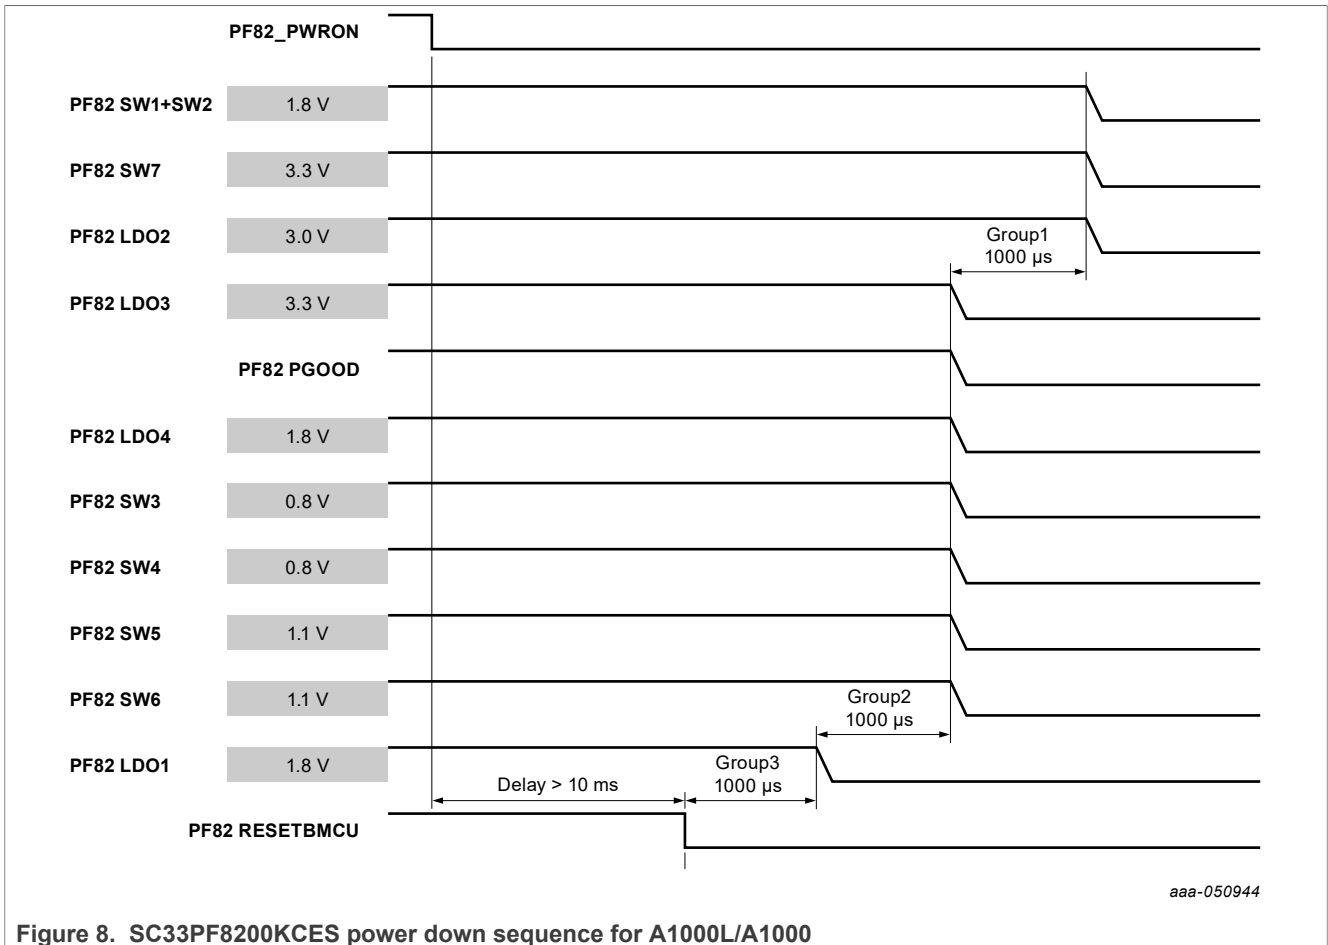 PF82_PWRON
PF82 SW1+SW2 1.8 V
PF82 SW7 3.3 V
PF82 LDO2 3.0 V
Group1
1000 µs
PF82 LDO3 3.3 V
PF82 PGOOD
PF82 LDO4 1.8 V
PF82 SW3 0.8 V
PF82 SW4 0.8 V
PF82 SW5 1.1 V
PF82 SW6 1.1 V
Group2
1000 µs
PF82 LDO1 1.8 V
Delay > 10 ms
Group3
1000 µs
PF82 RESETBMCU
aaa-050944
Figure 8. SC33PF8200KCES power down sequence for A1000L/A1000